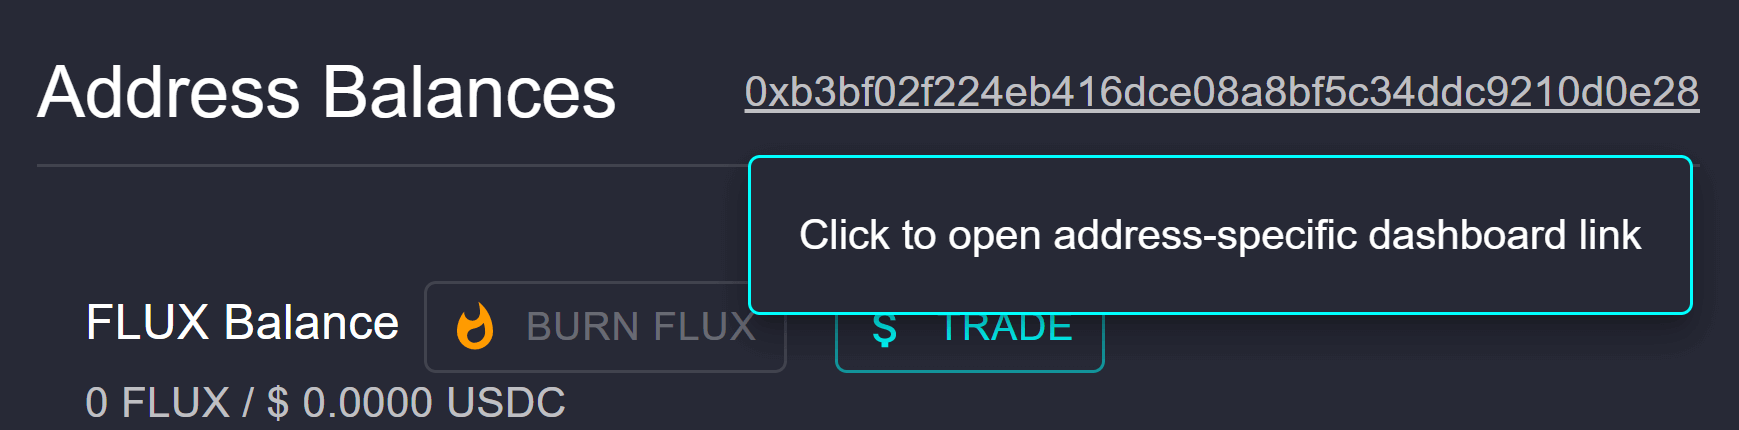 Address Balances
0xb3bf02f224eb416dce08a8bf5c34ddc9210d0e28
Click to open address-specific dashboard link
FLUX Balance
BURN FLUX
$ TRADE
0 FLUX / $ 0.0000 USDC